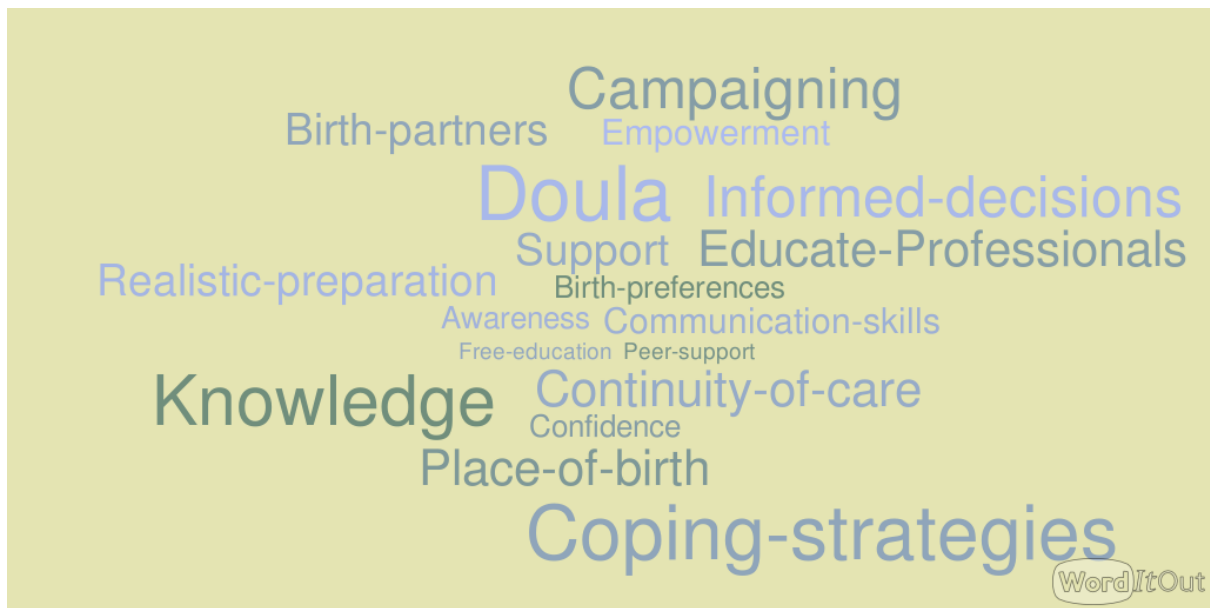 Campaigning
Birth-partners Empowerment
Doula Informed-decisions
Support Educate-Professionals
Realistic-preparation Birth-preferences
Awareness Communication-skills
Free-education Peer-support
Knowledge Continuity-of-care
Confidence
Place-of-birth
Coping-strategies
WordItOut